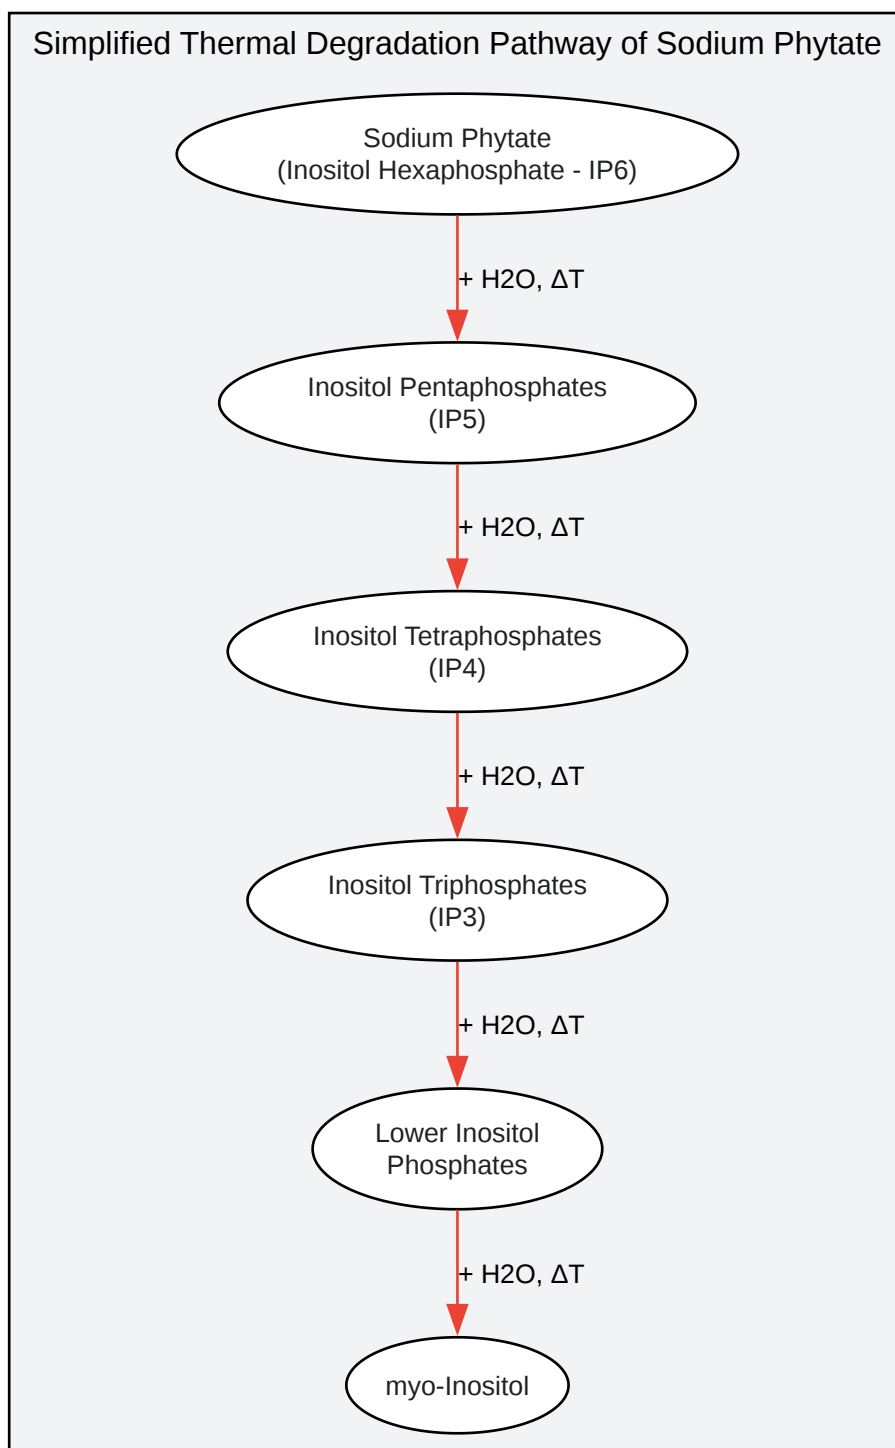 Simplified Thermal Degradation Pathway of Sodium Phytate
Sodium Phytate
(Inositol Hexaphosphate - IP6)
+ H2O, ΔT
Inositol Pentaphosphates
(IP5)
+ H2O, ΔT
Inositol Tetraphosphates
(IP4)
+ H2O, ΔT
Inositol Triphosphates
(IP3)
+ H2O, ΔT
Lower Inositol
Phosphates
+ H2O, ΔT
myo-Inositol